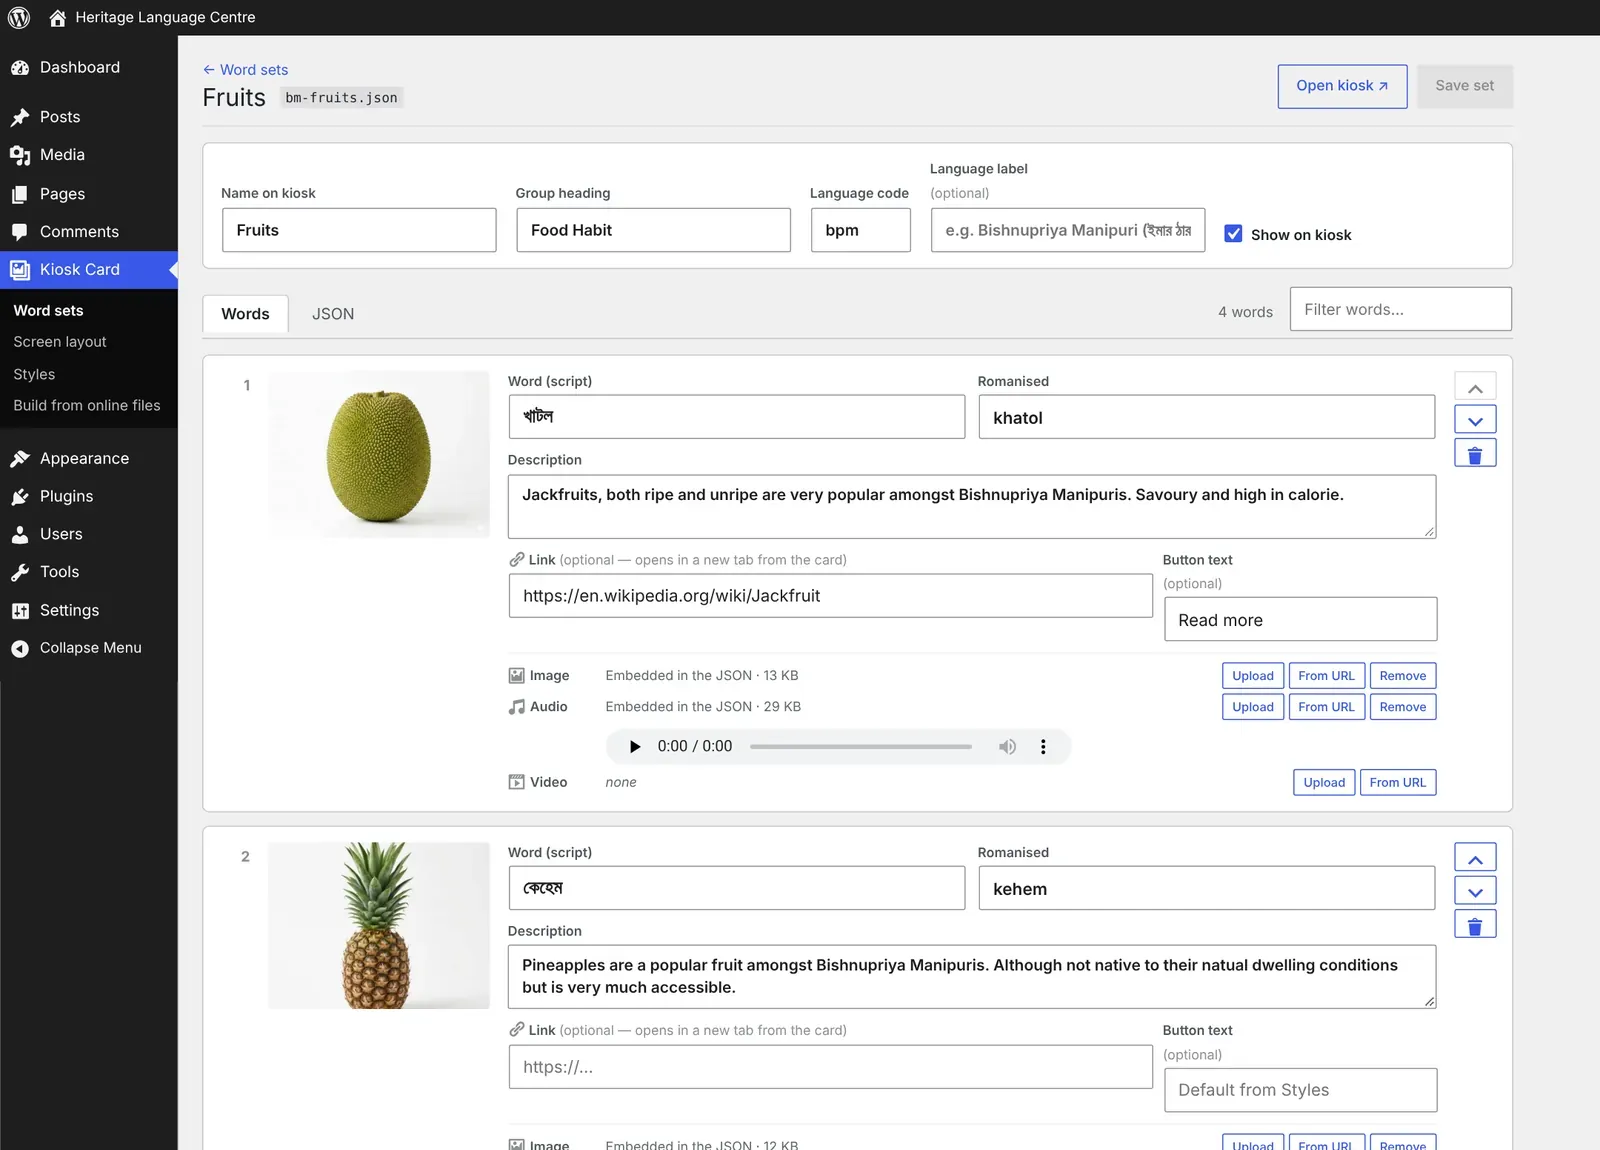 Heritage Language Centre
Dashboard
Posts
Media
Pages
Comments
Kiosk Card
Word sets
Screen layout
Styles
Build from online files
Appearance
Plugins
Users
Tools
Settings
Collapse Menu
← Word sets
Fruits bm-fruits.json
Open kiosk ↗ Save set
Name on kiosk
Fruits
Group heading
Food Habit
Language code
bpm
Language label
(optional)
e.g. Bishnupriya Manipuri (ইমার ঠার
Show on kiosk
Words JSON
4 words Filter words...
1
Word (script)
খাটল
Romanised
khatol
Description
Jackfruits, both ripe and unripe are very popular amongst Bishnupriya Manipuris. Savoury and high in calorie.
Link (optional — opens in a new tab from the card)
https://en.wikipedia.org/wiki/Jackfruit
Button text
(optional)
Read more
Image Embedded in the JSON · 13 KB Upload From URL Remove
Audio Embedded in the JSON · 29 KB Upload From URL Remove
0:00 / 0:00
Video none Upload From URL
2
Word (script)
কেহেম
Romanised
kehem
Description
Pineapples are a popular fruit amongst Bishnupriya Manipuris. Although not native to their natual dwelling conditions
but is very much accessible.
Link (optional — opens in a new tab from the card)
https://...
Button text
(optional)
Default from Styles
Image Embedded in the JSON · 12 KB Upload From URL Remove